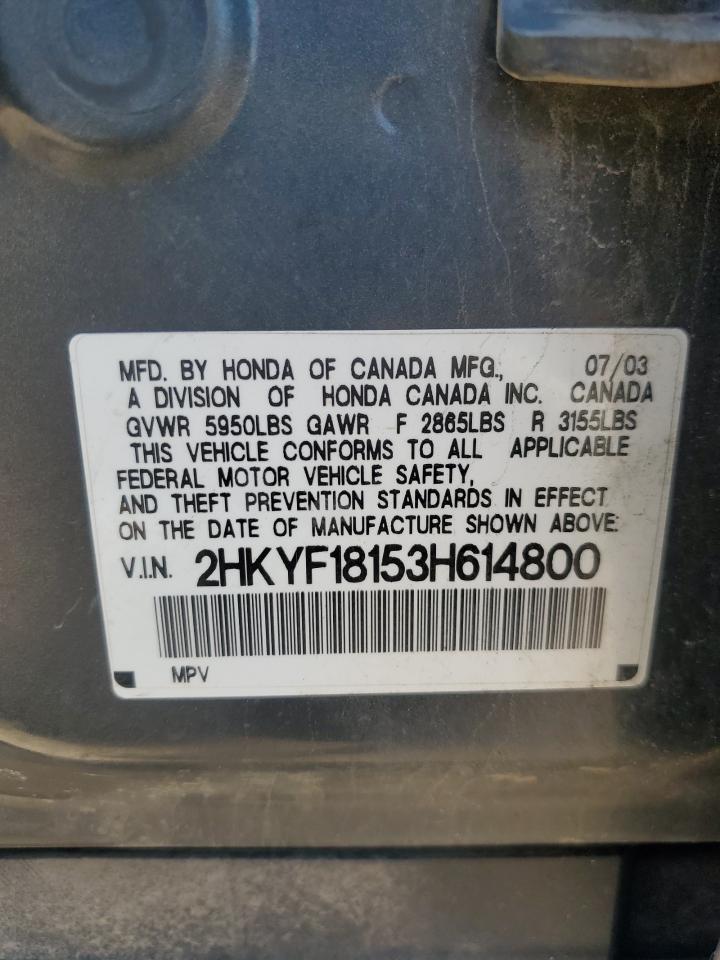 MFD. BY HONDA OF CANADA MFG., 07/03
A DIVISION OF HONDA CANADA INC. CANADA
GVWR 5950LBS GAWR F 2865LBS R 3155LBS
THIS VEHICLE CONFORMS TO ALL APPLICABLE
FEDERAL MOTOR VEHICLE SAFETY,
AND THEFT PREVENTION STANDARDS IN EFFECT
ON THE DATE OF MANUFACTURE SHOWN ABOVE:
V.I.N. 2HKYF18153H614800
MPV